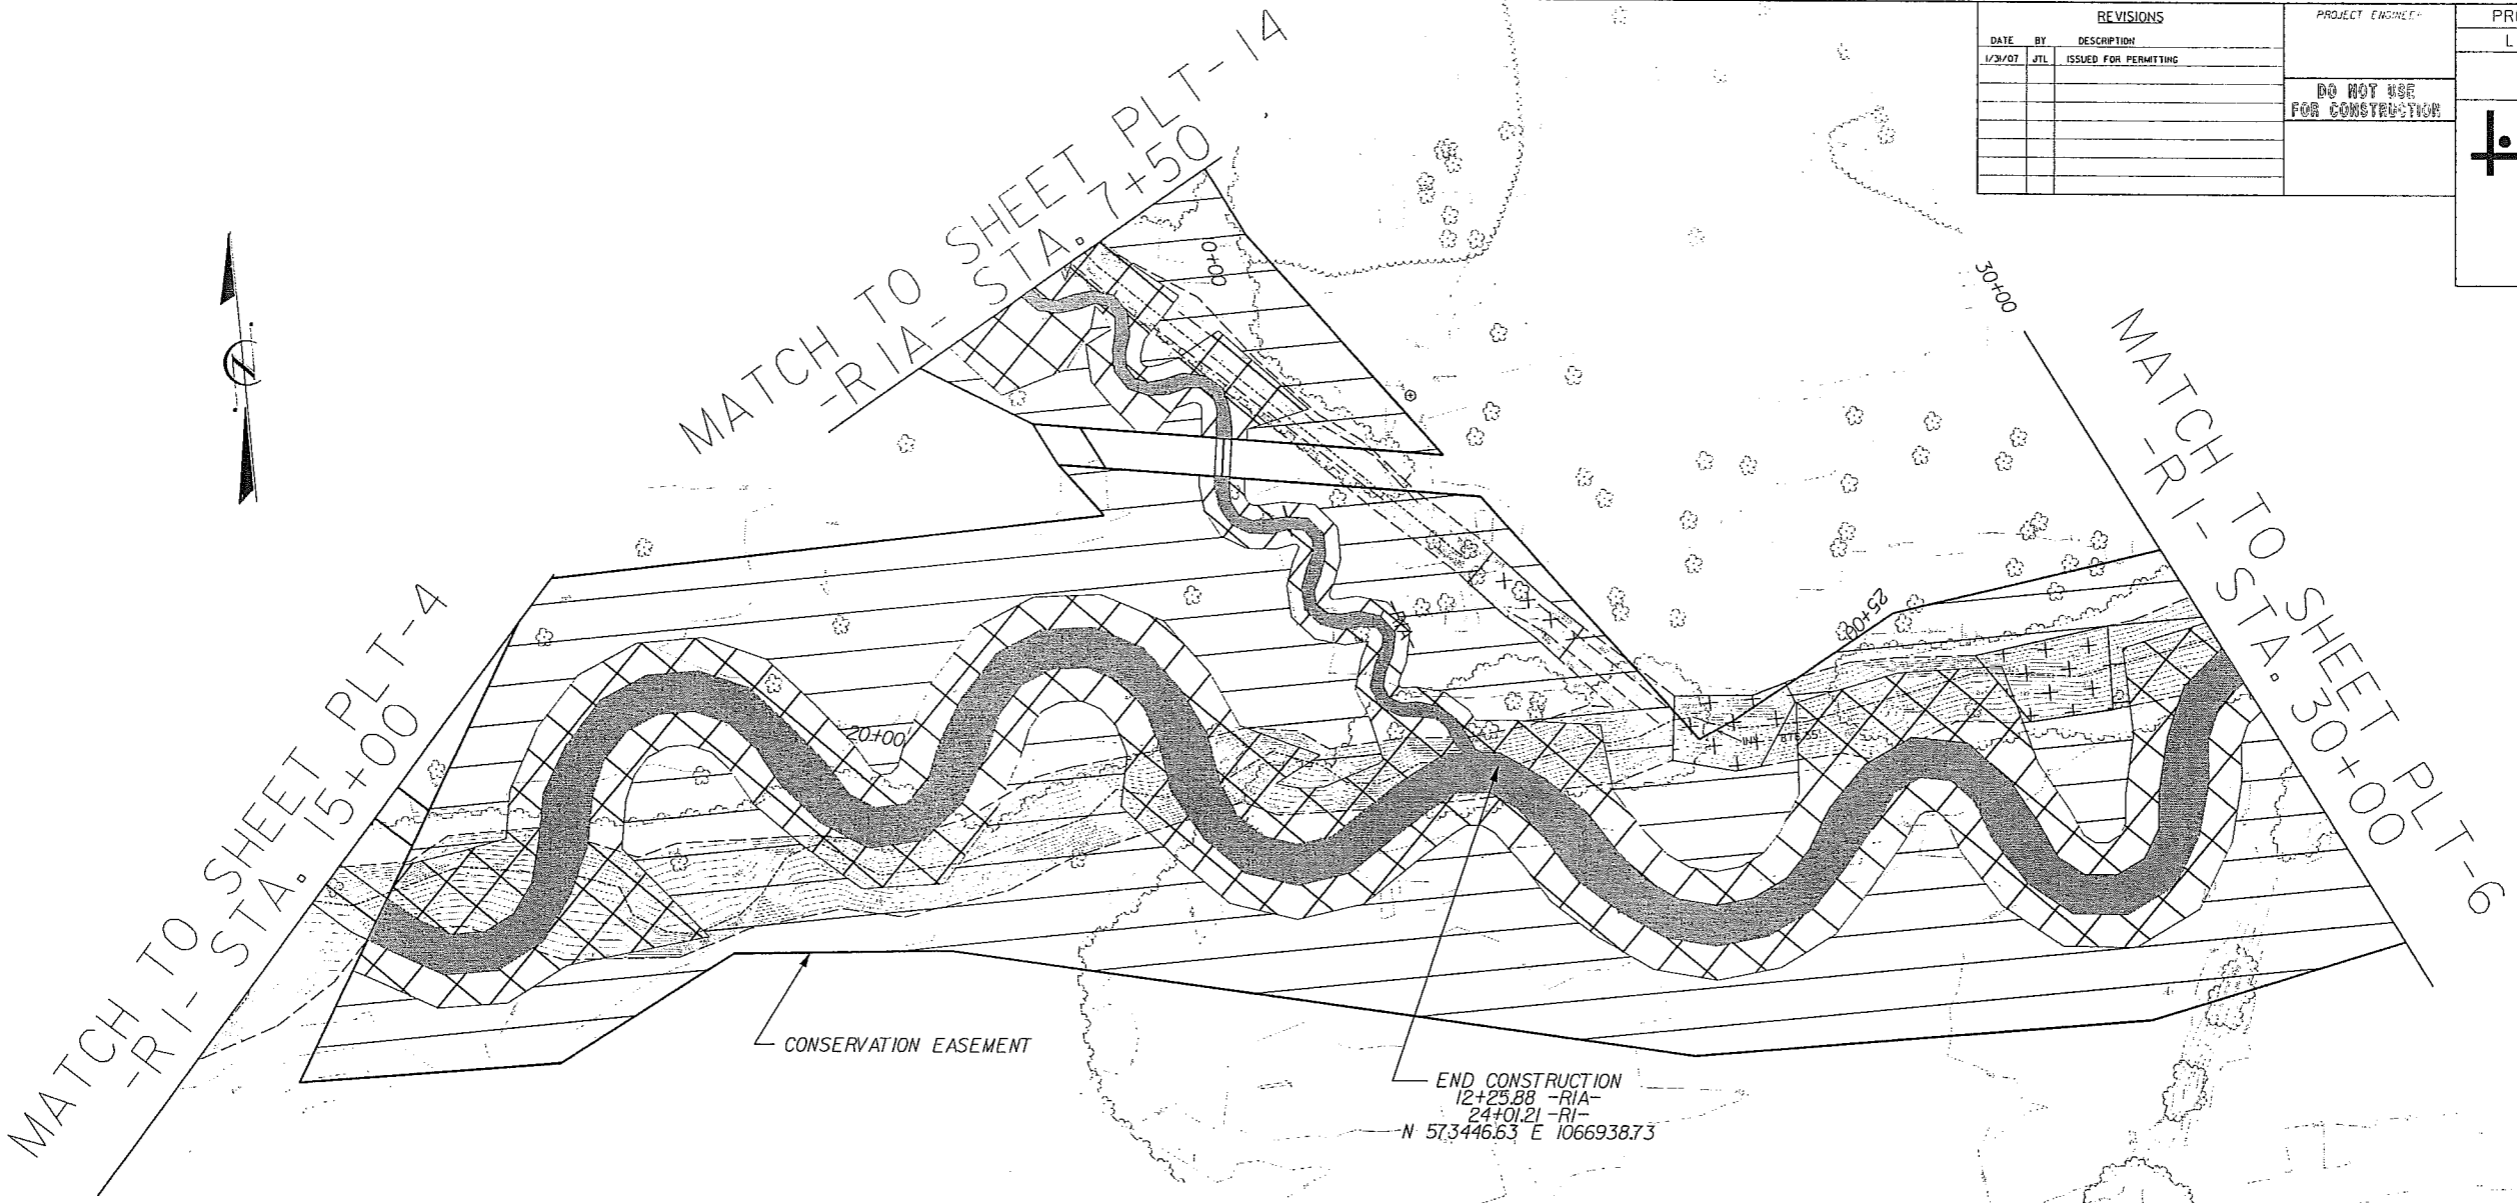 REVISIONS
DATE BY DESCRIPTION
1/31/07 JTL ISSUED FOR PERMITTING
PROJECT ENGINEER
DO NOT USE
FOR CONSTRUCTION
MATCH TO SHEET PLT-14
-R1A- STA. 7+50
0+00
30+00
MATCH TO SHEET PLT-6
-R1- STA. 30+00
25+00
20+00
MATCH TO SHEET PLT-4
-R1- STA. 15+00
CONSERVATION EASEMENT
END CONSTRUCTION
12+25.88 -R1A-
24+01.21 -R1-
N 573446.63 E 1066938.73